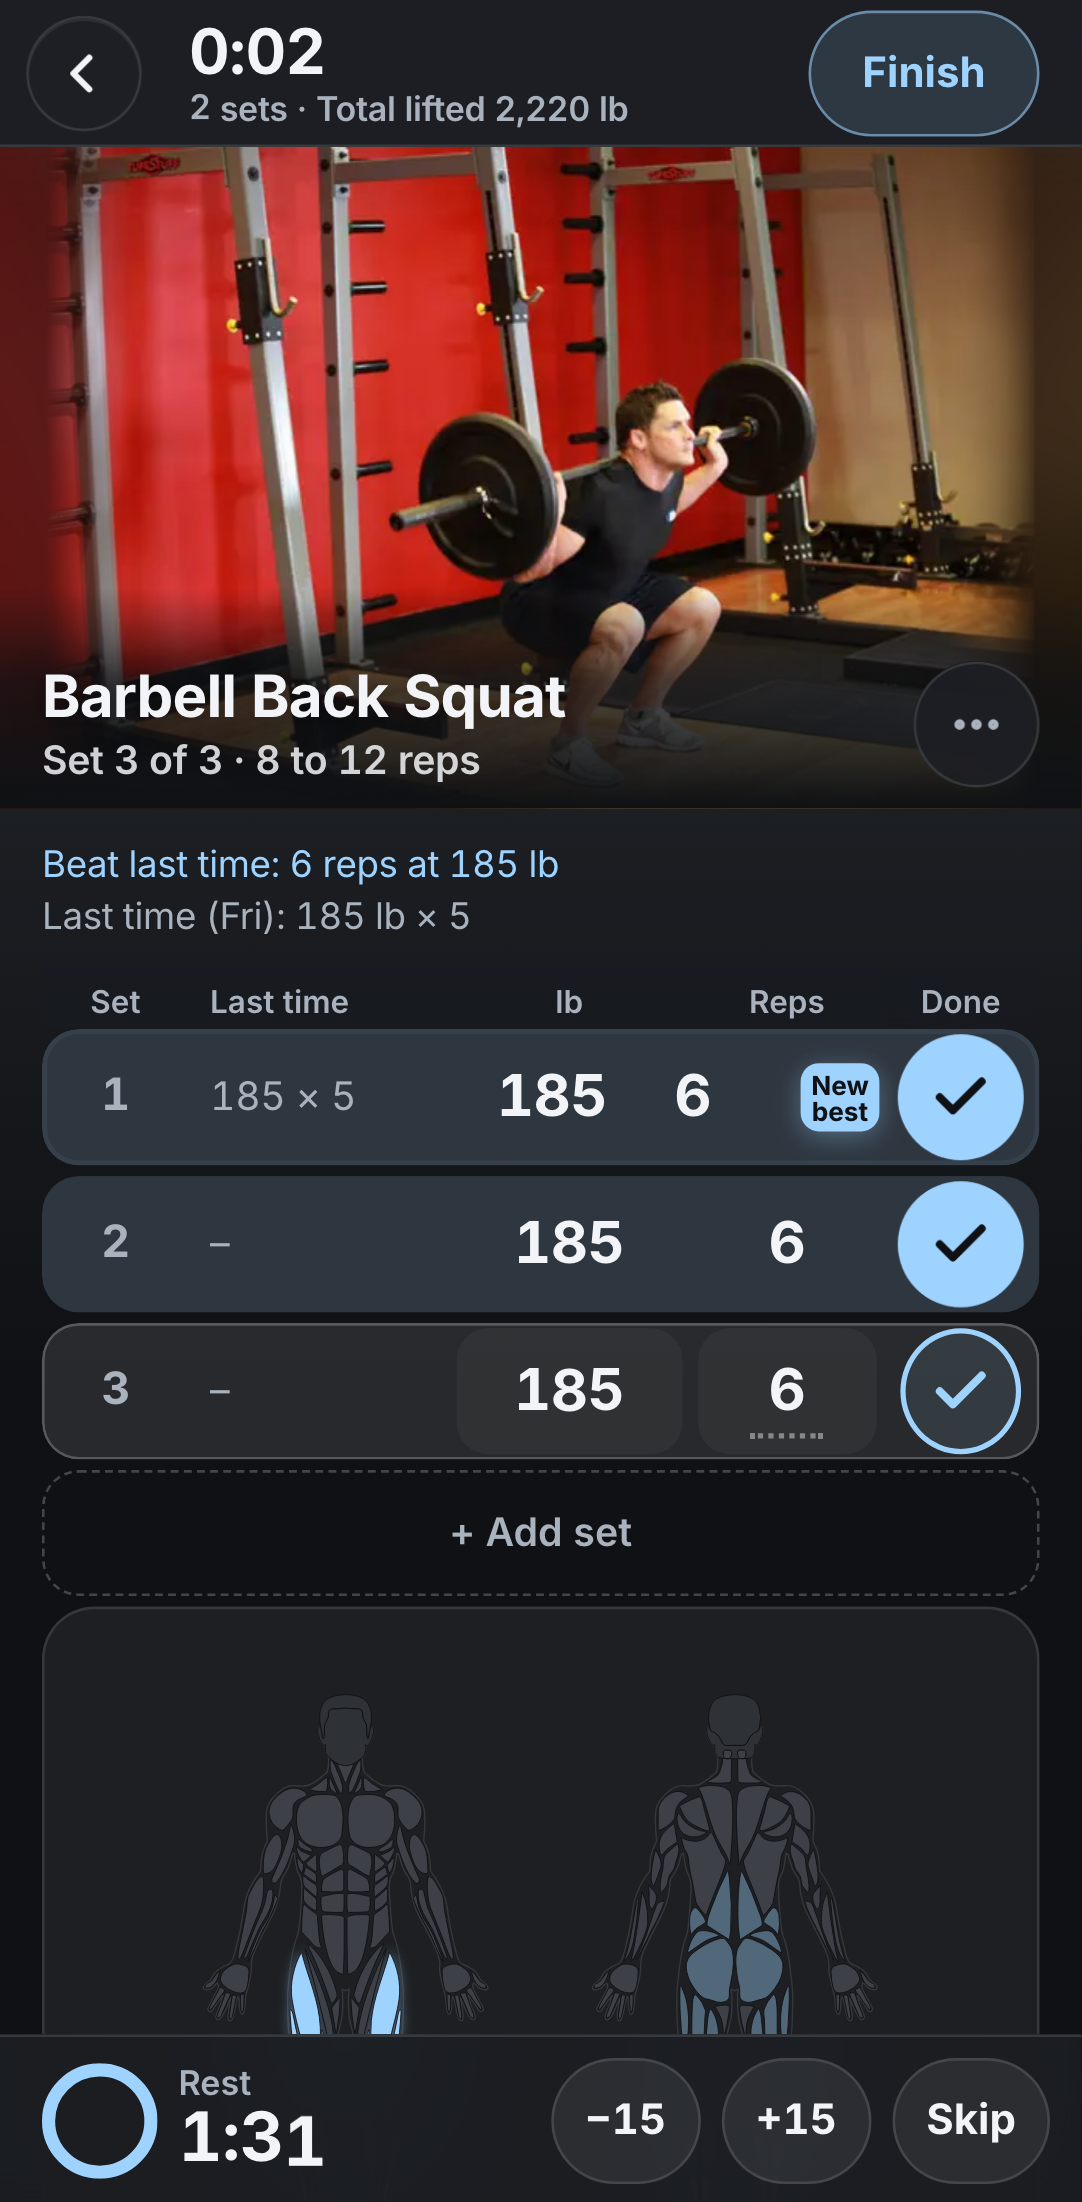 0:02
2 sets · Total lifted 2,220 lb
Finish
Barbell Back Squat
Set 3 of 3 · 8 to 12 reps
Beat last time: 6 reps at 185 lb
Last time (Fri): 185 lb × 5
Set Last time lb Reps Done
1 185 × 5 185 6 New best
2 – 185 6
3 – 185 6
+ Add set
Rest
1:31
−15 +15 Skip